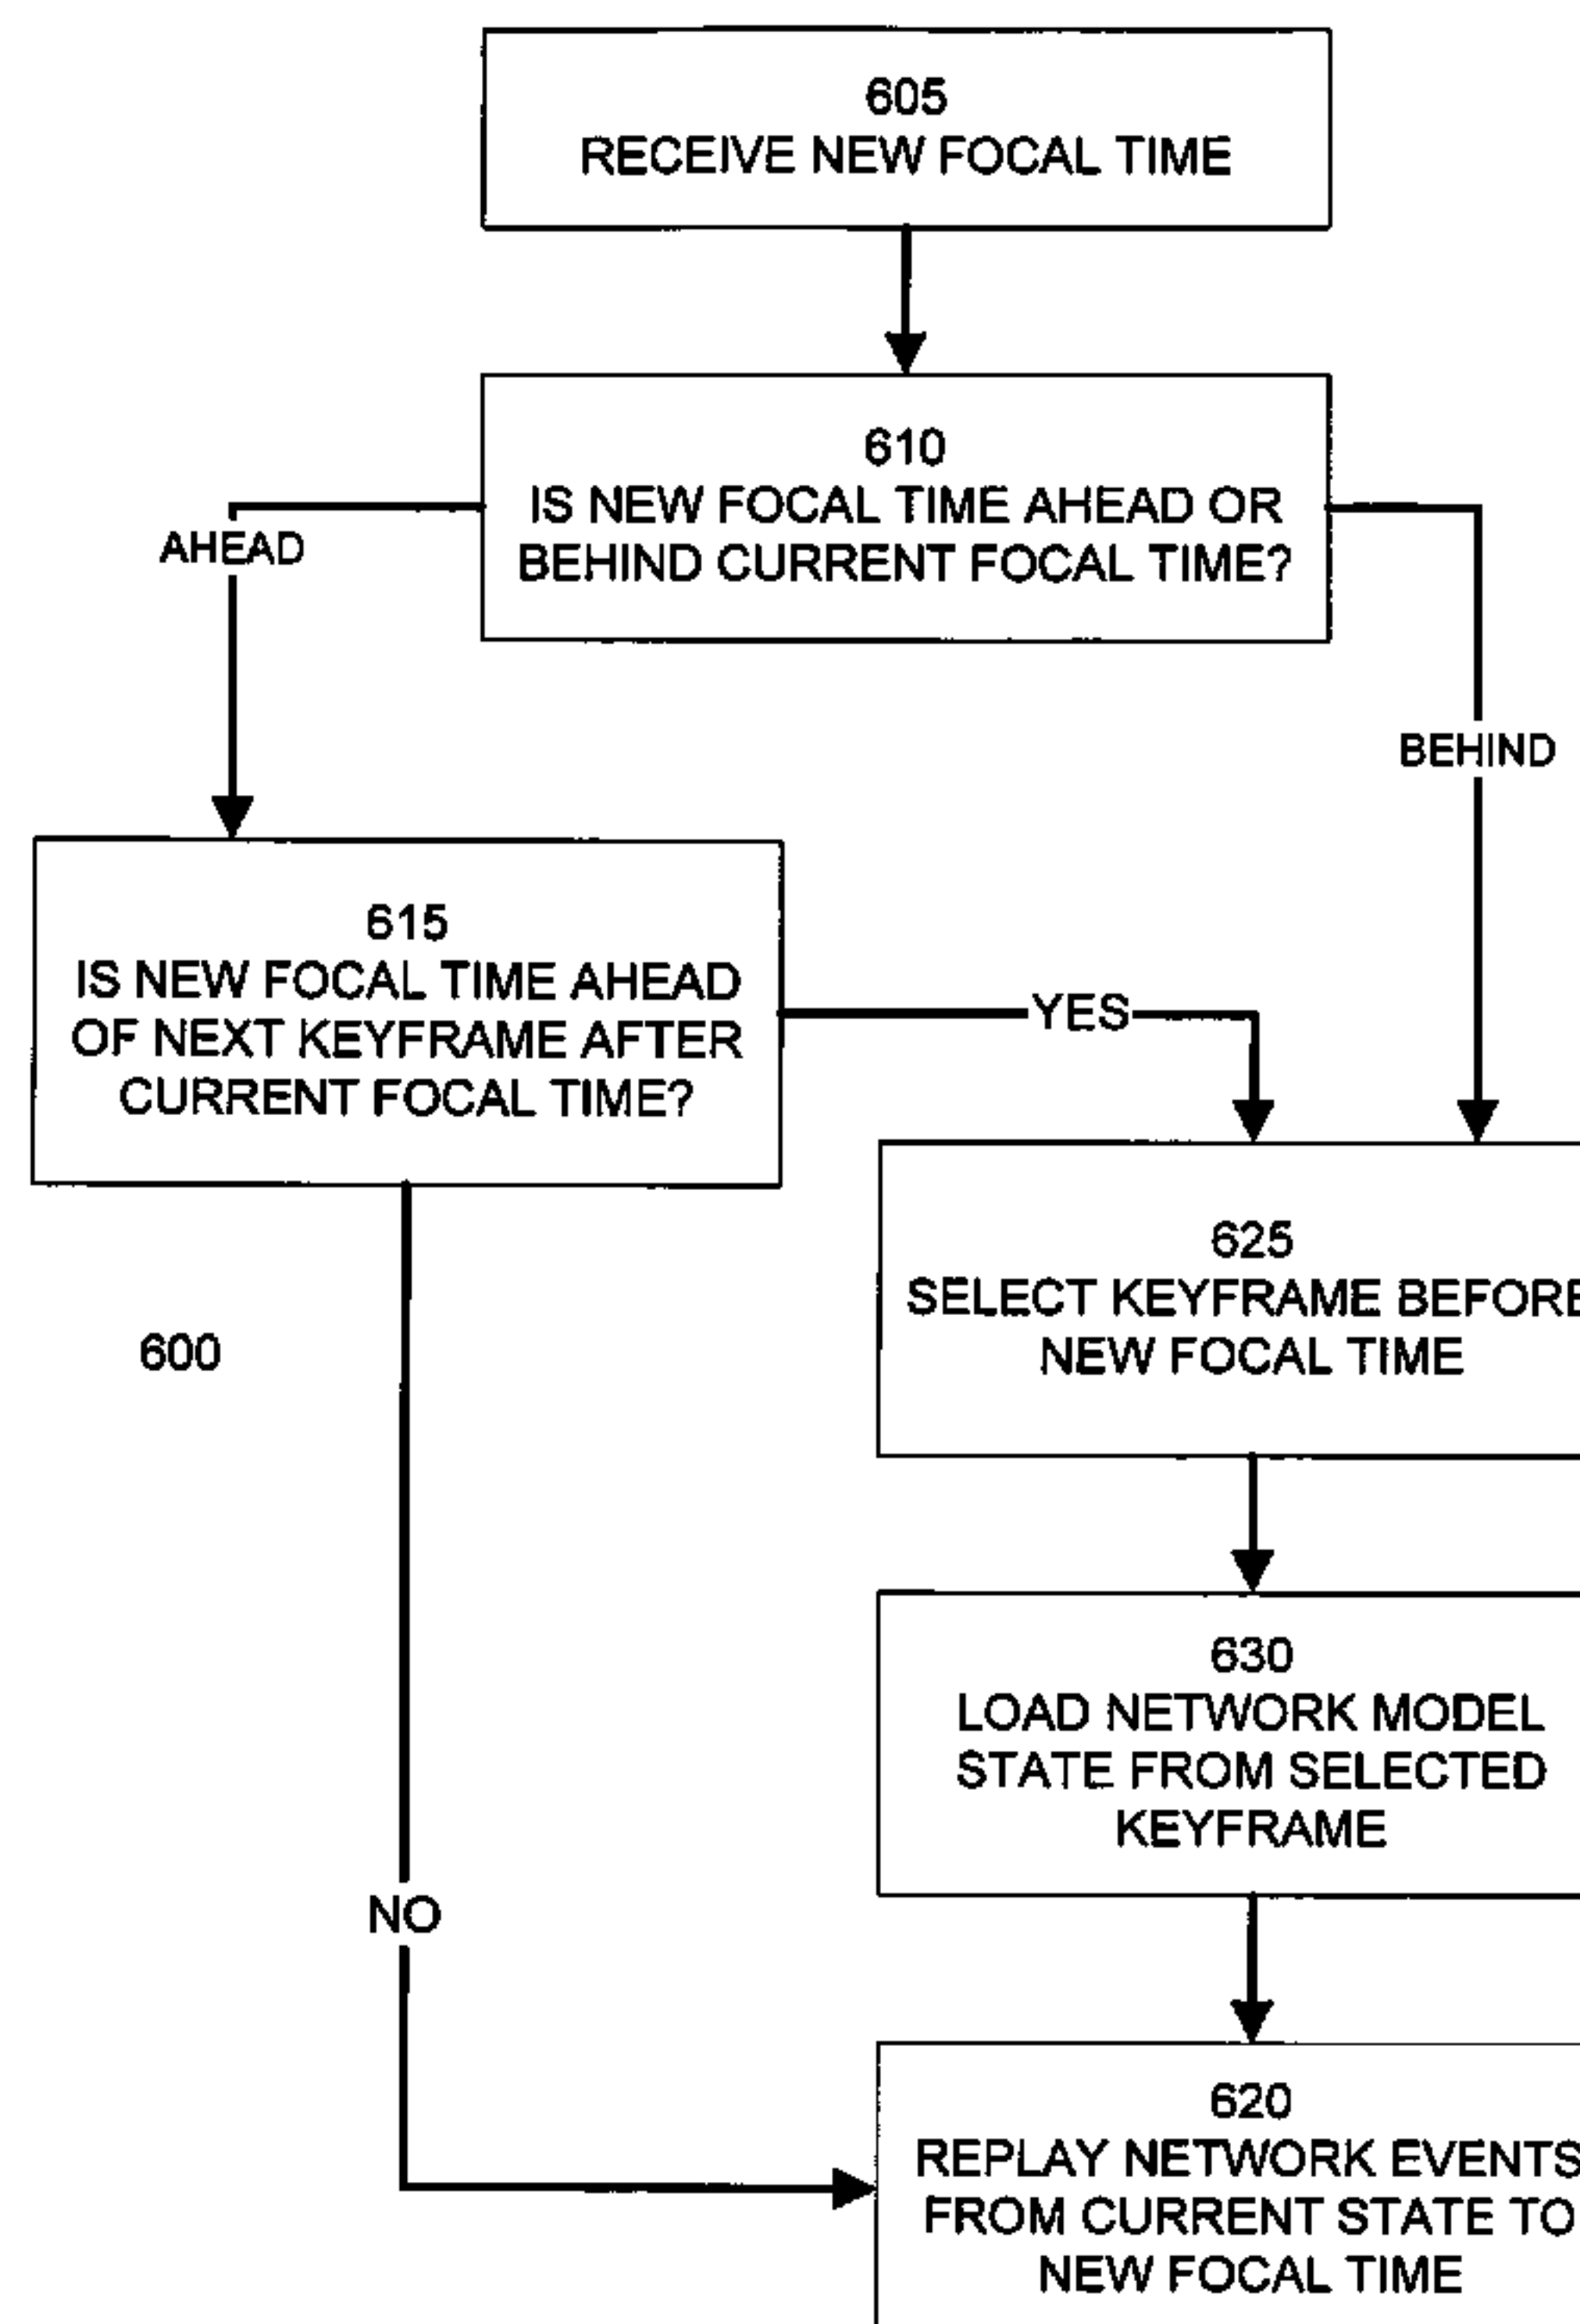 605
RECEIVE NEW FOCAL TIME
610
IS NEW FOCAL TIME AHEAD OR
BEHIND CURRENT FOCAL TIME?
AHEAD
BEHIND
615
IS NEW FOCAL TIME AHEAD
OF NEXT KEYFRAME AFTER
CURRENT FOCAL TIME?
YES
625
SELECT KEYFRAME BEFORE
NEW FOCAL TIME
600
630
LOAD NETWORK MODEL
STATE FROM SELECTED
KEYFRAME
NO
620
REPLAY NETWORK EVENTS
FROM CURRENT STATE TO
NEW FOCAL TIME